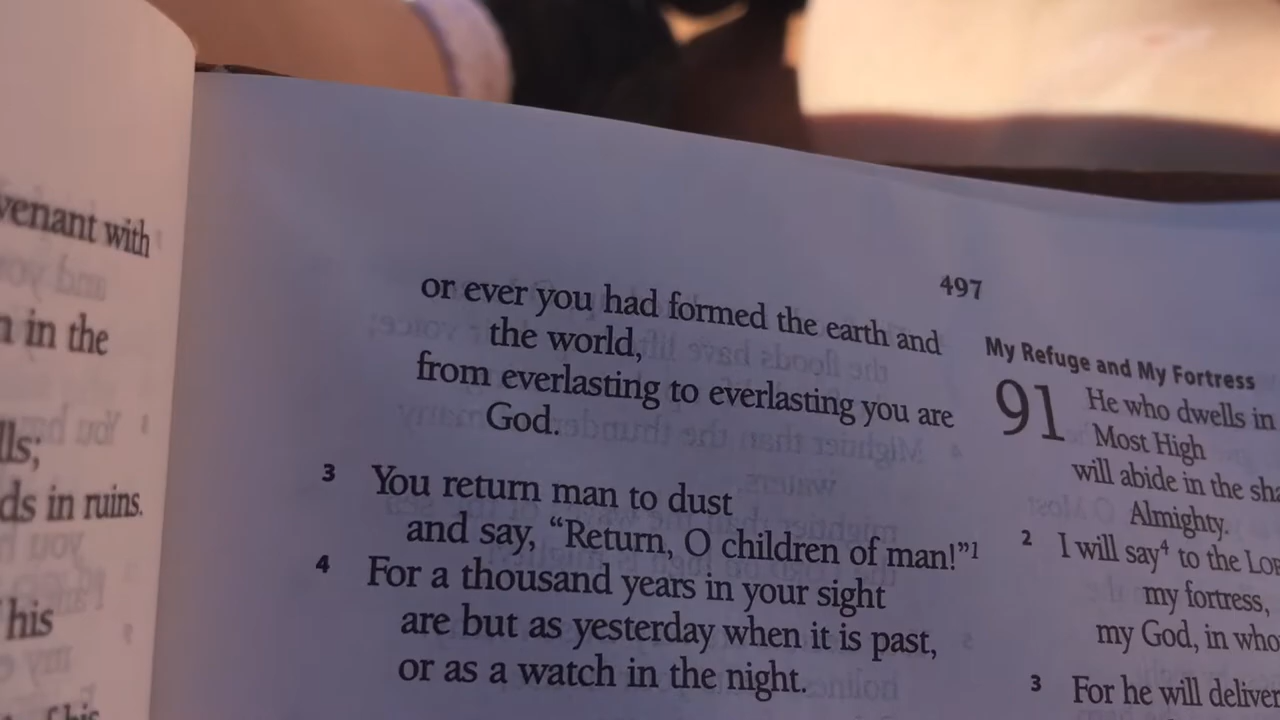 venant with
in the
ds in ruins.
his
497
or ever you had formed the earth and
the world,
from everlasting to everlasting you are
God.
3 You return man to dust
and say, “Return, O children of man!”1
4 For a thousand years in your sight
are but as yesterday when it is past,
or as a watch in the night.
My Refuge and My Fortress
91 He who dwells in
Most High
will abide in the sha
Almighty.
2 I will say4 to the LOR
my fortress,
my God, in who
3 For he will deliver